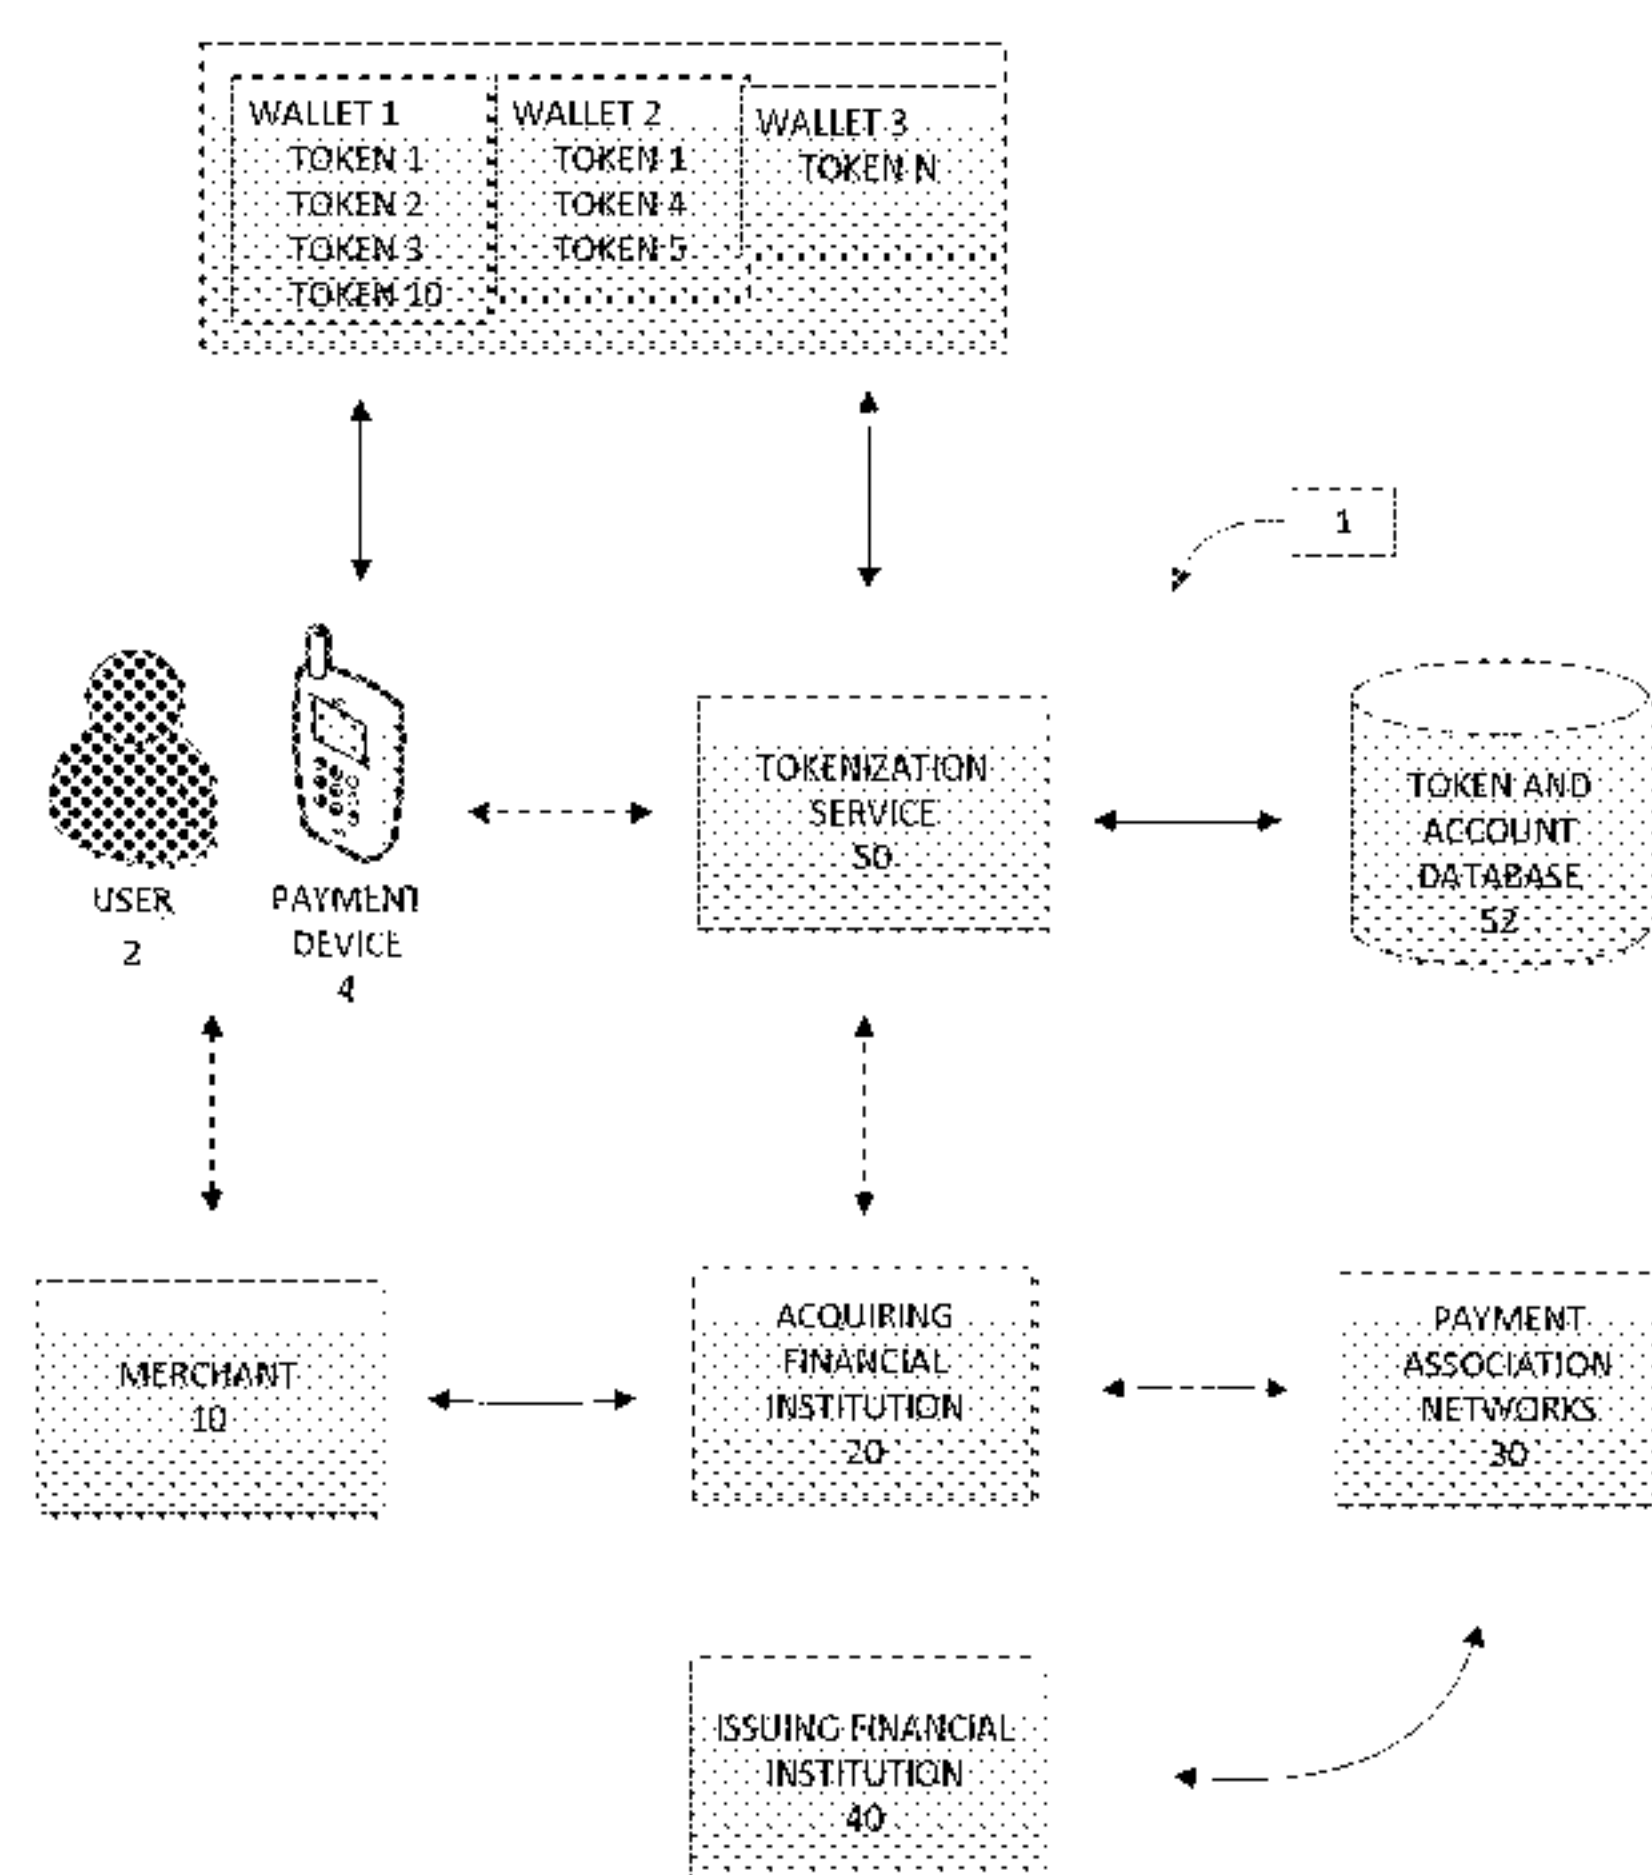 WALLET 1
TOKEN 1
TOKEN 2
TOKEN 3
TOKEN 10
WALLET 2
TOKEN 1
TOKEN 4
TOKEN 5
WALLET 3
TOKEN N
1
USER
2
PAYMENT
DEVICE
4
TOKENIZATION
SERVICE
50
TOKEN AND
ACCOUNT
DATABASE
52
MERCHANT
10
ACQUIRING
FINANCIAL
INSTITUTION
20
PAYMENT
ASSOCIATION
NETWORKS
30
ISSUING FINANCIAL
INSTITUTION
40